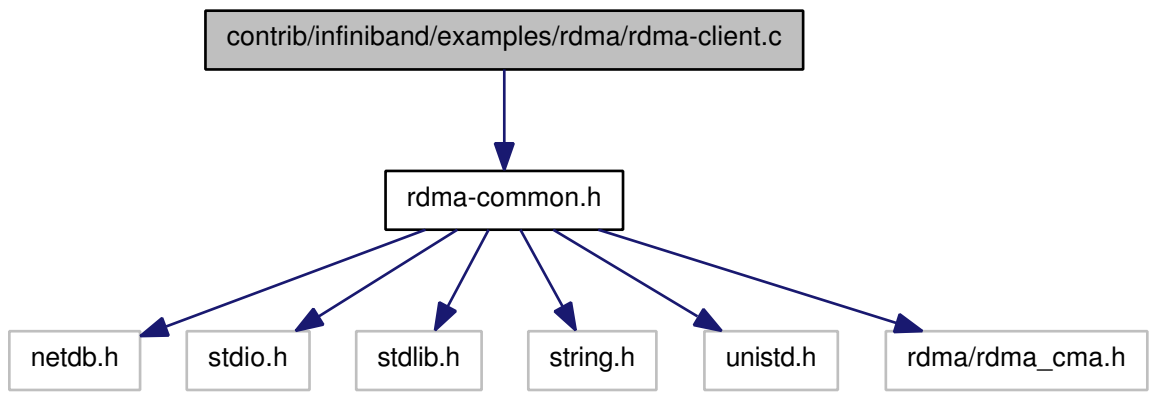 contrib/infiniband/examples/rdma/rdma-client.c
rdma-common.h
netdb.h
stdio.h
stdlib.h
string.h
unistd.h
rdma/rdma_cma.h